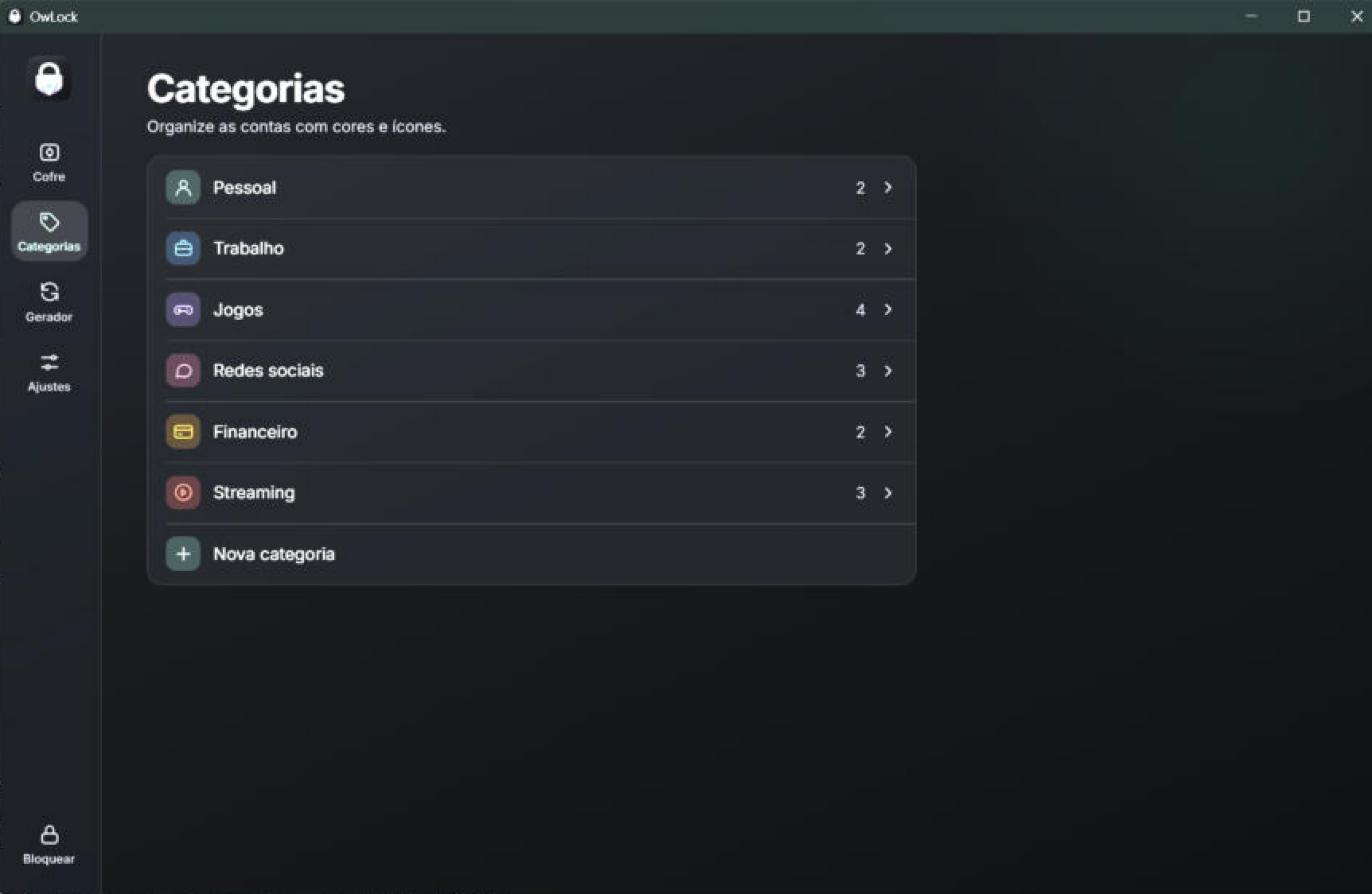 OwLock
Categorias
Organize as contas com cores e ícones.
Cofre
Categorias
Gerador
Ajustes
Bloquear
Pessoal 2
Trabalho 2
Jogos 4
Redes sociais 3
Financeiro 2
Streaming 3
Nova categoria